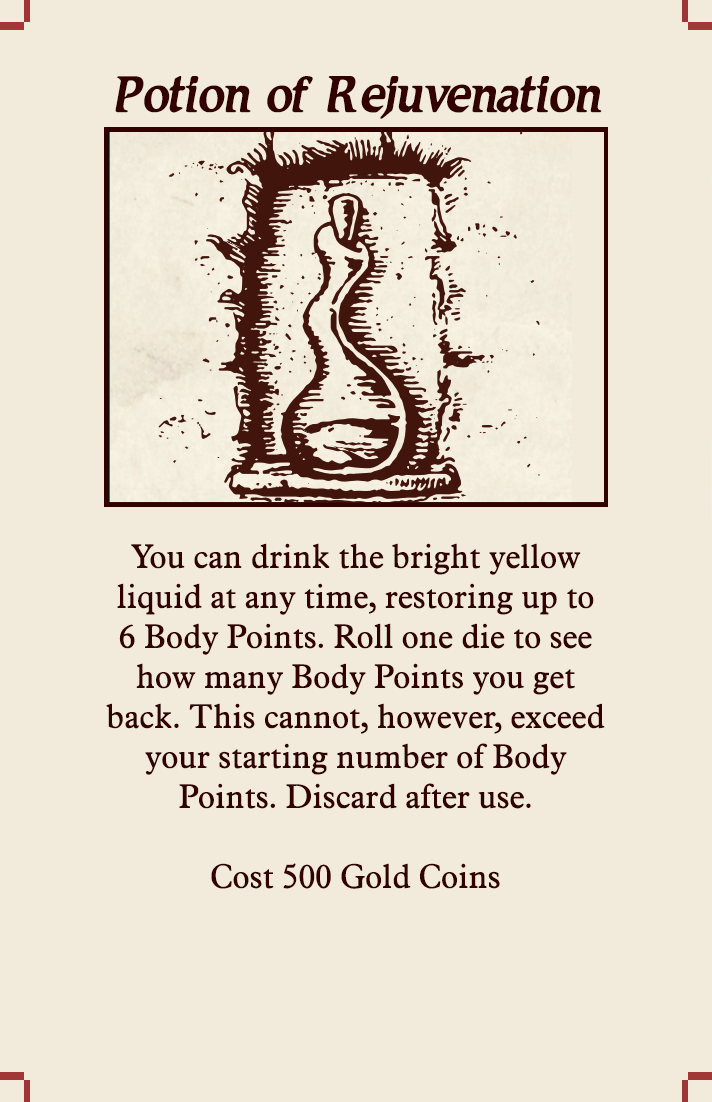 Potion of Rejuvenation
You can drink the bright yellow
liquid at any time, restoring up to
6 Body Points. Roll one die to see
how many Body Points you get
back. This cannot, however, exceed
your starting number of Body
Points. Discard after use.
Cost 500 Gold Coins